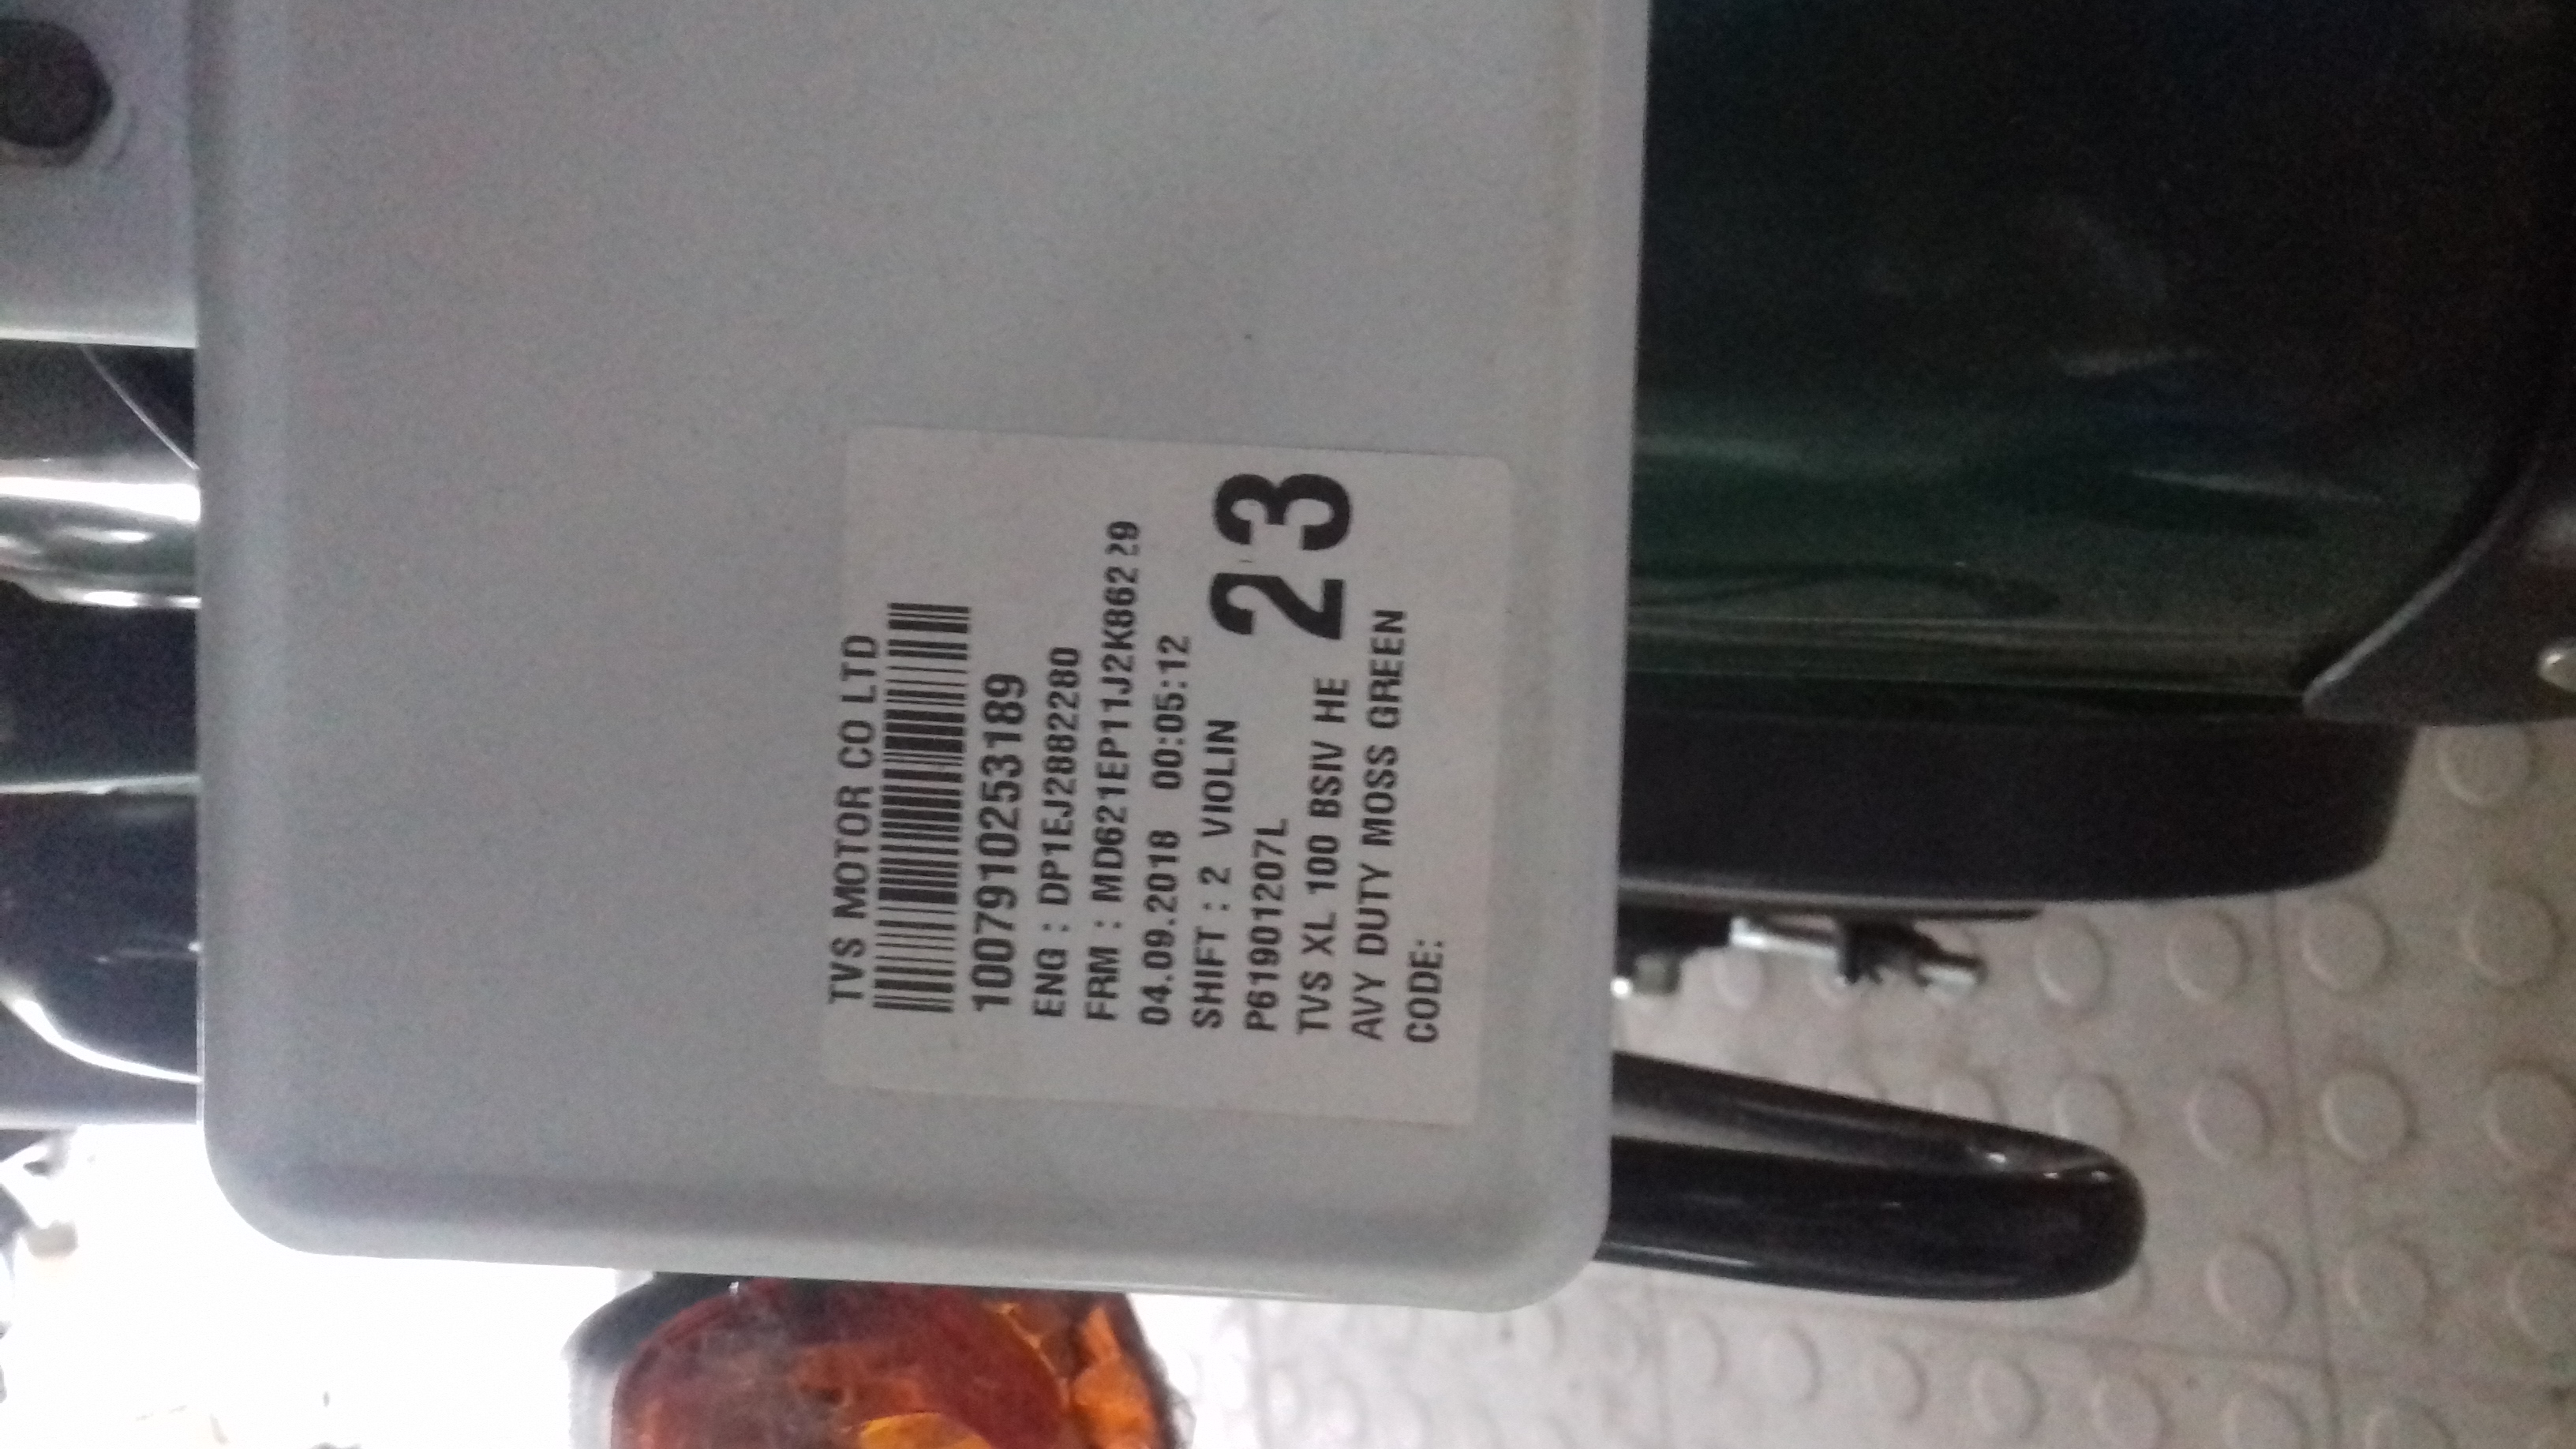 TVS MOTOR CO LTD
1007910253189
ENG : DP1EJ2882280
FRM : MD621EP11J2K86229
04.09.2018 00:05:12
SHIFT : 2 VIOLIN
P61901207L
23
TVS XL 100 BSIV HE
AVY DUTY MOSS GREEN
CODE: